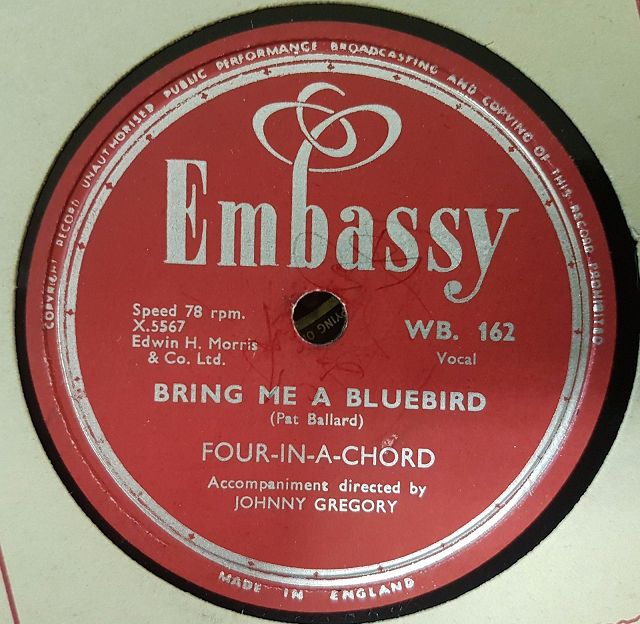 COPYRIGHT RECORD UNAUTHORISED PUBLIC PERFORMANCE BROADCASTING AND COPYING OF THIS RECORD PROHIBITED
Embassy
Speed 78 rpm.
X.5567
Edwin H. Morris
& Co. Ltd.
WB. 162
Vocal
BRING ME A BLUEBIRD
(Pat Ballard)
FOUR-IN-A-CHORD
Accompaniment directed by
JOHNNY GREGORY
MADE IN ENGLAND